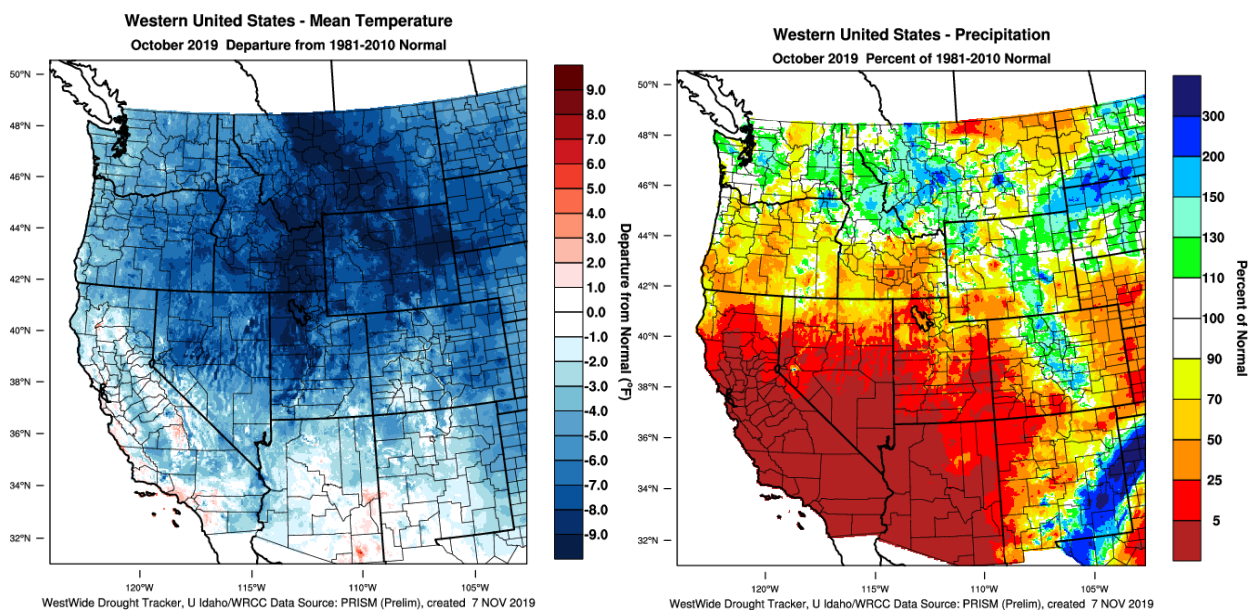 Western United States - Mean Temperature
October 2019 Departure from 1981-2010 Normal
50°N
48°N
46°N
44°N
42°N
40°N
38°N
36°N
34°N
32°N
120°W
115°W
110°W
105°W
9.0
8.0
7.0
6.0
5.0
4.0
3.0
2.0
1.0
0.0
-1.0
-2.0
-3.0
-4.0
-5.0
-6.0
-7.0
-8.0
-9.0
Departure from Normal (°F)
WestWide Drought Tracker, U Idaho/WRCC Data Source: PRISM (Prelim), created 7 NOV 2019
Western United States - Precipitation
October 2019 Percent of 1981-2010 Normal
50°N
48°N
46°N
44°N
42°N
40°N
38°N
36°N
34°N
32°N
120°W
115°W
110°W
105°W
300
200
150
130
110
100
90
70
50
25
5
Percent of Normal
WestWide Drought Tracker, U Idaho/WRCC Data Source: PRISM (Prelim), created 7 NOV 2019